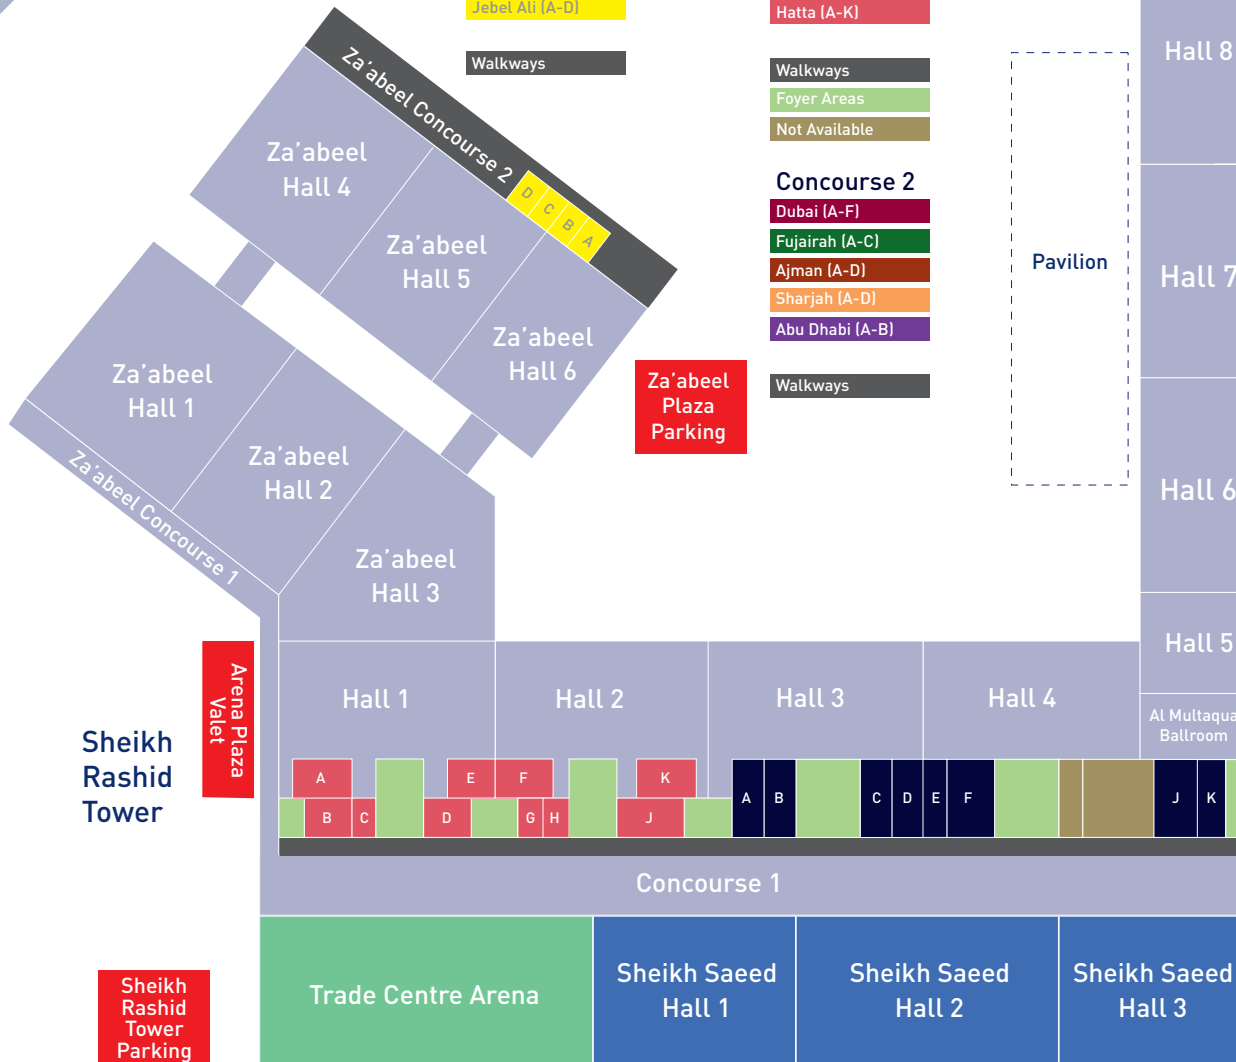 Jebel Ali (A-D)
Walkways
Hatta (A-K)
Walkways
Foyer Areas
Not Available
Concourse 2
Dubai (A-F)
Fujairah (A-C)
Ajman (A-D)
Sharjah (A-D)
Abu Dhabi (A-B)
Walkways
Za'abeel Concourse 2
D
C
B
A
Za'abeel
Hall 4
Za'abeel
Hall 5
Za'abeel
Hall 6
Za'abeel
Hall 1
Za'abeel
Hall 2
Za'abeel
Hall 3
Za'abeel Concourse 1
Za'abeel
Plaza
Parking
Pavilion
Hall 8
Hall 7
Hall 6
Hall 5
Al Multaqua
Ballroom
Arena Plaza
Valet
Sheikh
Rashid
Tower
Hall 1
Hall 2
Hall 3
Hall 4
A
E
F
K
B
C
D
G
H
J
A
B
C
D
E
F
J
K
Concourse 1
Trade Centre Arena
Sheikh Saeed
Hall 1
Sheikh Saeed
Hall 2
Sheikh Saeed
Hall 3
Sheikh
Rashid
Tower
Parking